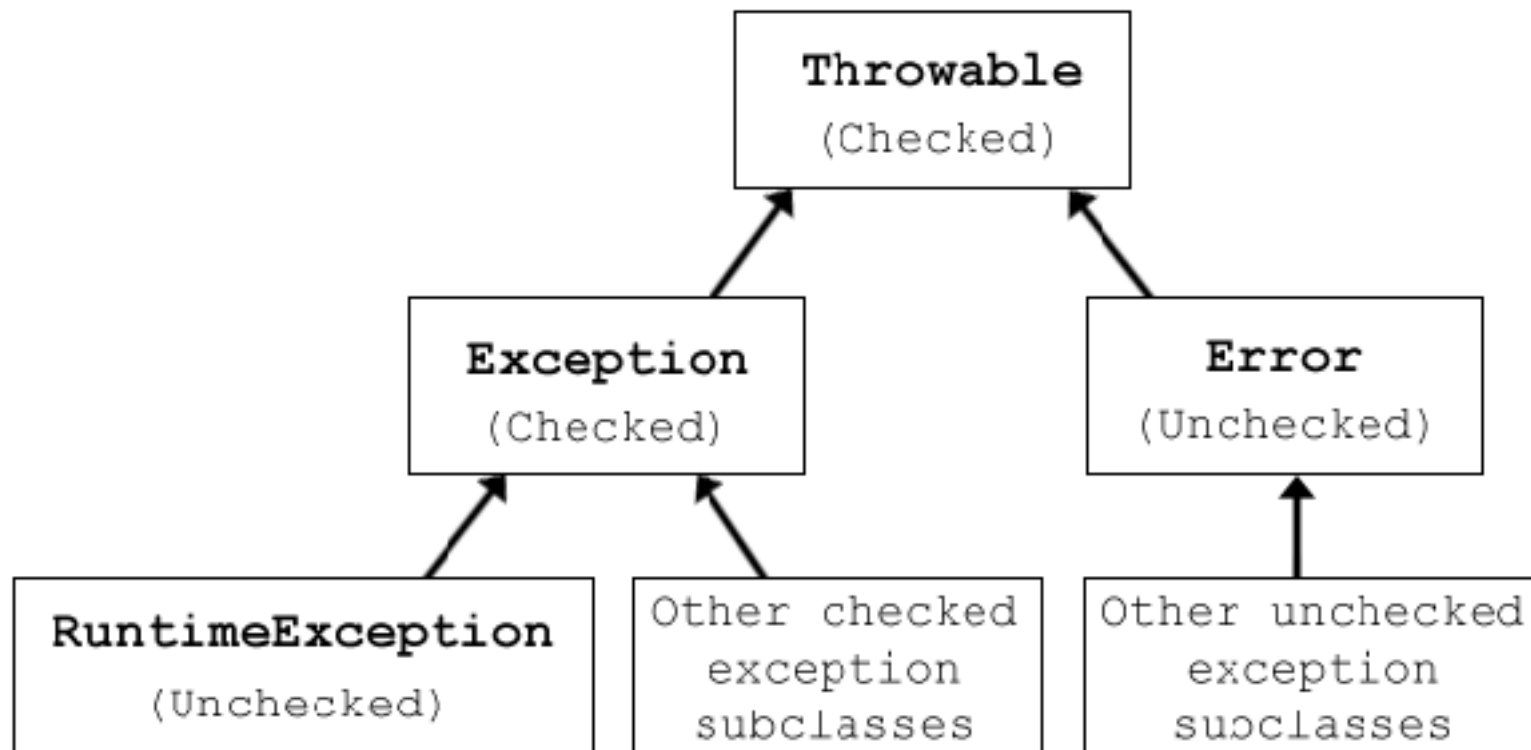 Throwable
(Checked)
Exception
(Checked)
Error
(Unchecked)
RuntimeException
(Unchecked)
Other checked
exception
subclasses
Other unchecked
exception
subclasses